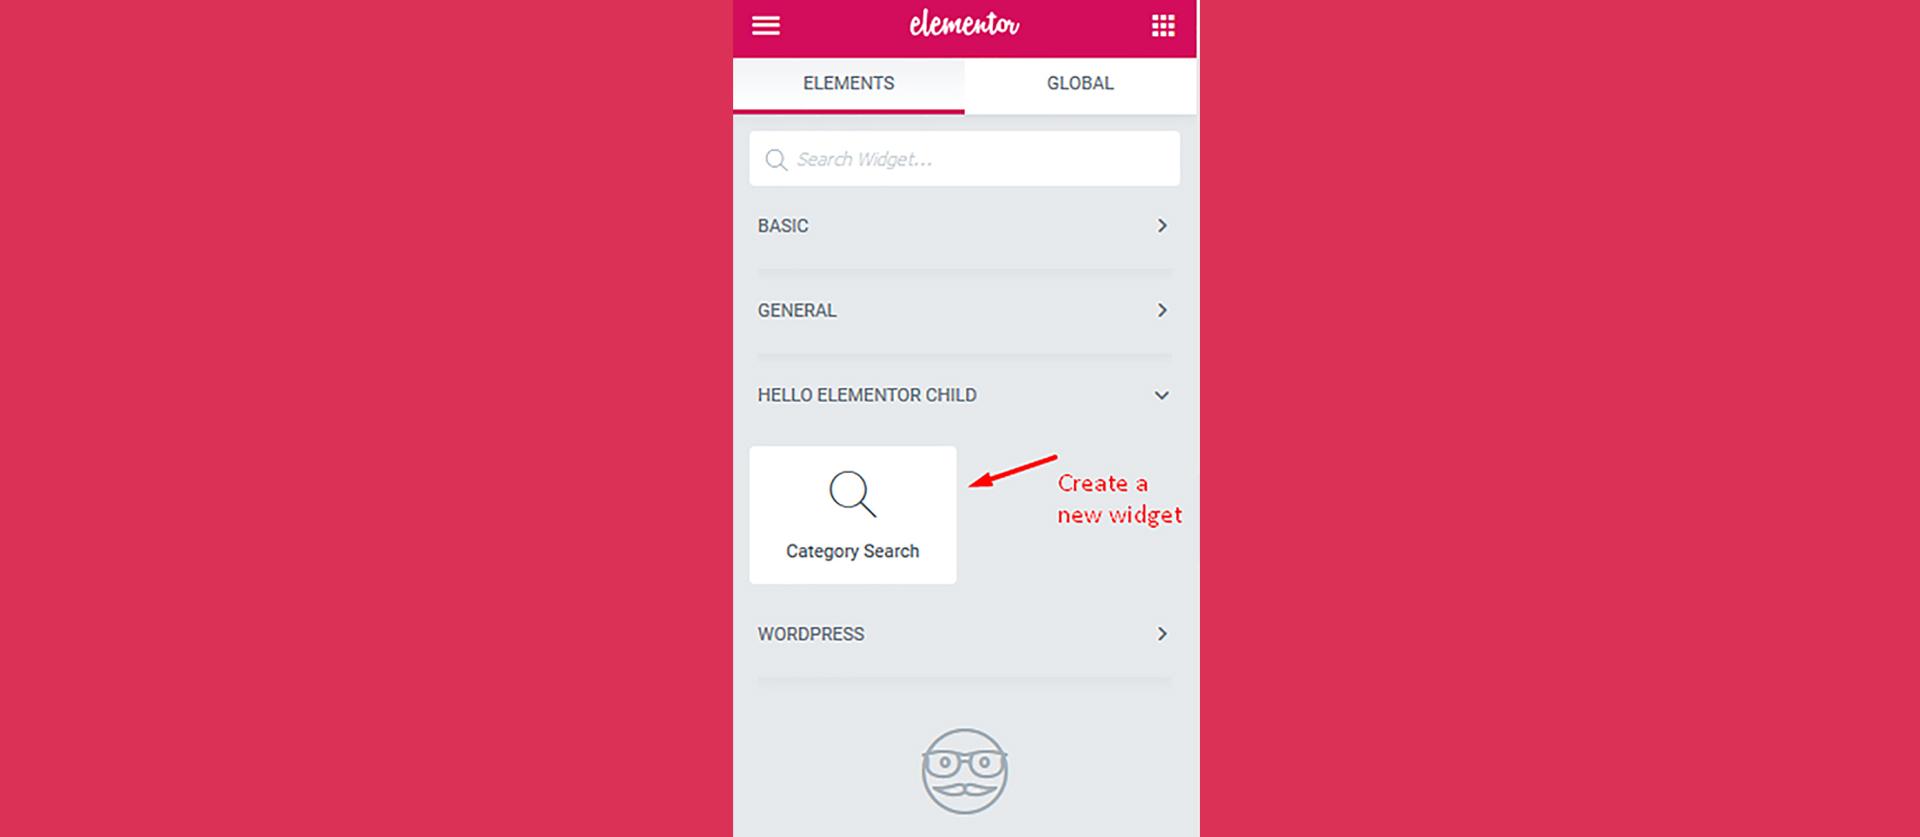 elementor
ELEMENTS
GLOBAL
Search Widget...
BASIC
GENERAL
HELLO ELEMENTOR CHILD
Category Search
Create a
new widget
WORDPRESS